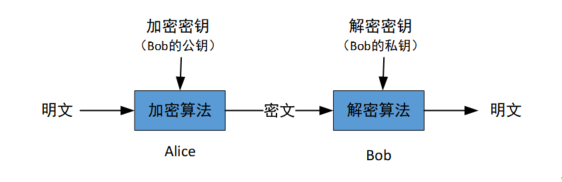 加密密钥
（Bob的公钥）
解密密钥
（Bob的私钥）
明文
加密算法
密文
解密算法
明文
Alice
Bob